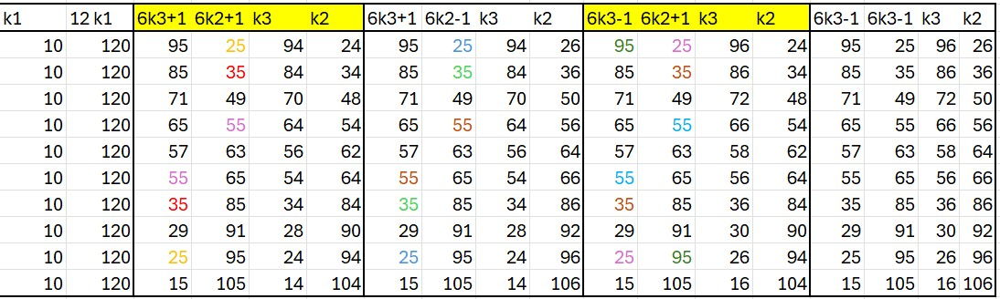 k1 12 k1 6k3+1 6k2+1 k3 k2 6k3+1 6k2-1 k3 k2 6k3-1 6k2+1 k3 k2 6k3-1 6k3-1 k3 k2
10 120 95 25 94 24 95 25 94 26 95 25 96 24 95 25 96 26
10 120 85 35 84 34 85 35 84 36 85 35 86 34 85 35 86 36
10 120 71 49 70 48 71 49 70 50 71 49 72 48 71 49 72 50
10 120 65 55 64 54 65 55 64 56 65 55 66 54 65 55 66 56
10 120 57 63 56 62 57 63 56 64 57 63 58 62 57 63 58 64
10 120 55 65 54 64 55 65 54 66 55 65 56 64 55 65 56 66
10 120 35 85 34 84 35 85 34 86 35 85 36 84 35 85 36 86
10 120 29 91 28 90 29 91 28 92 29 91 30 90 29 91 30 92
10 120 25 95 24 94 25 95 24 96 25 95 26 94 25 95 26 96
10 120 15 105 14 104 15 105 14 106 15 105 16 104 15 105 16 106